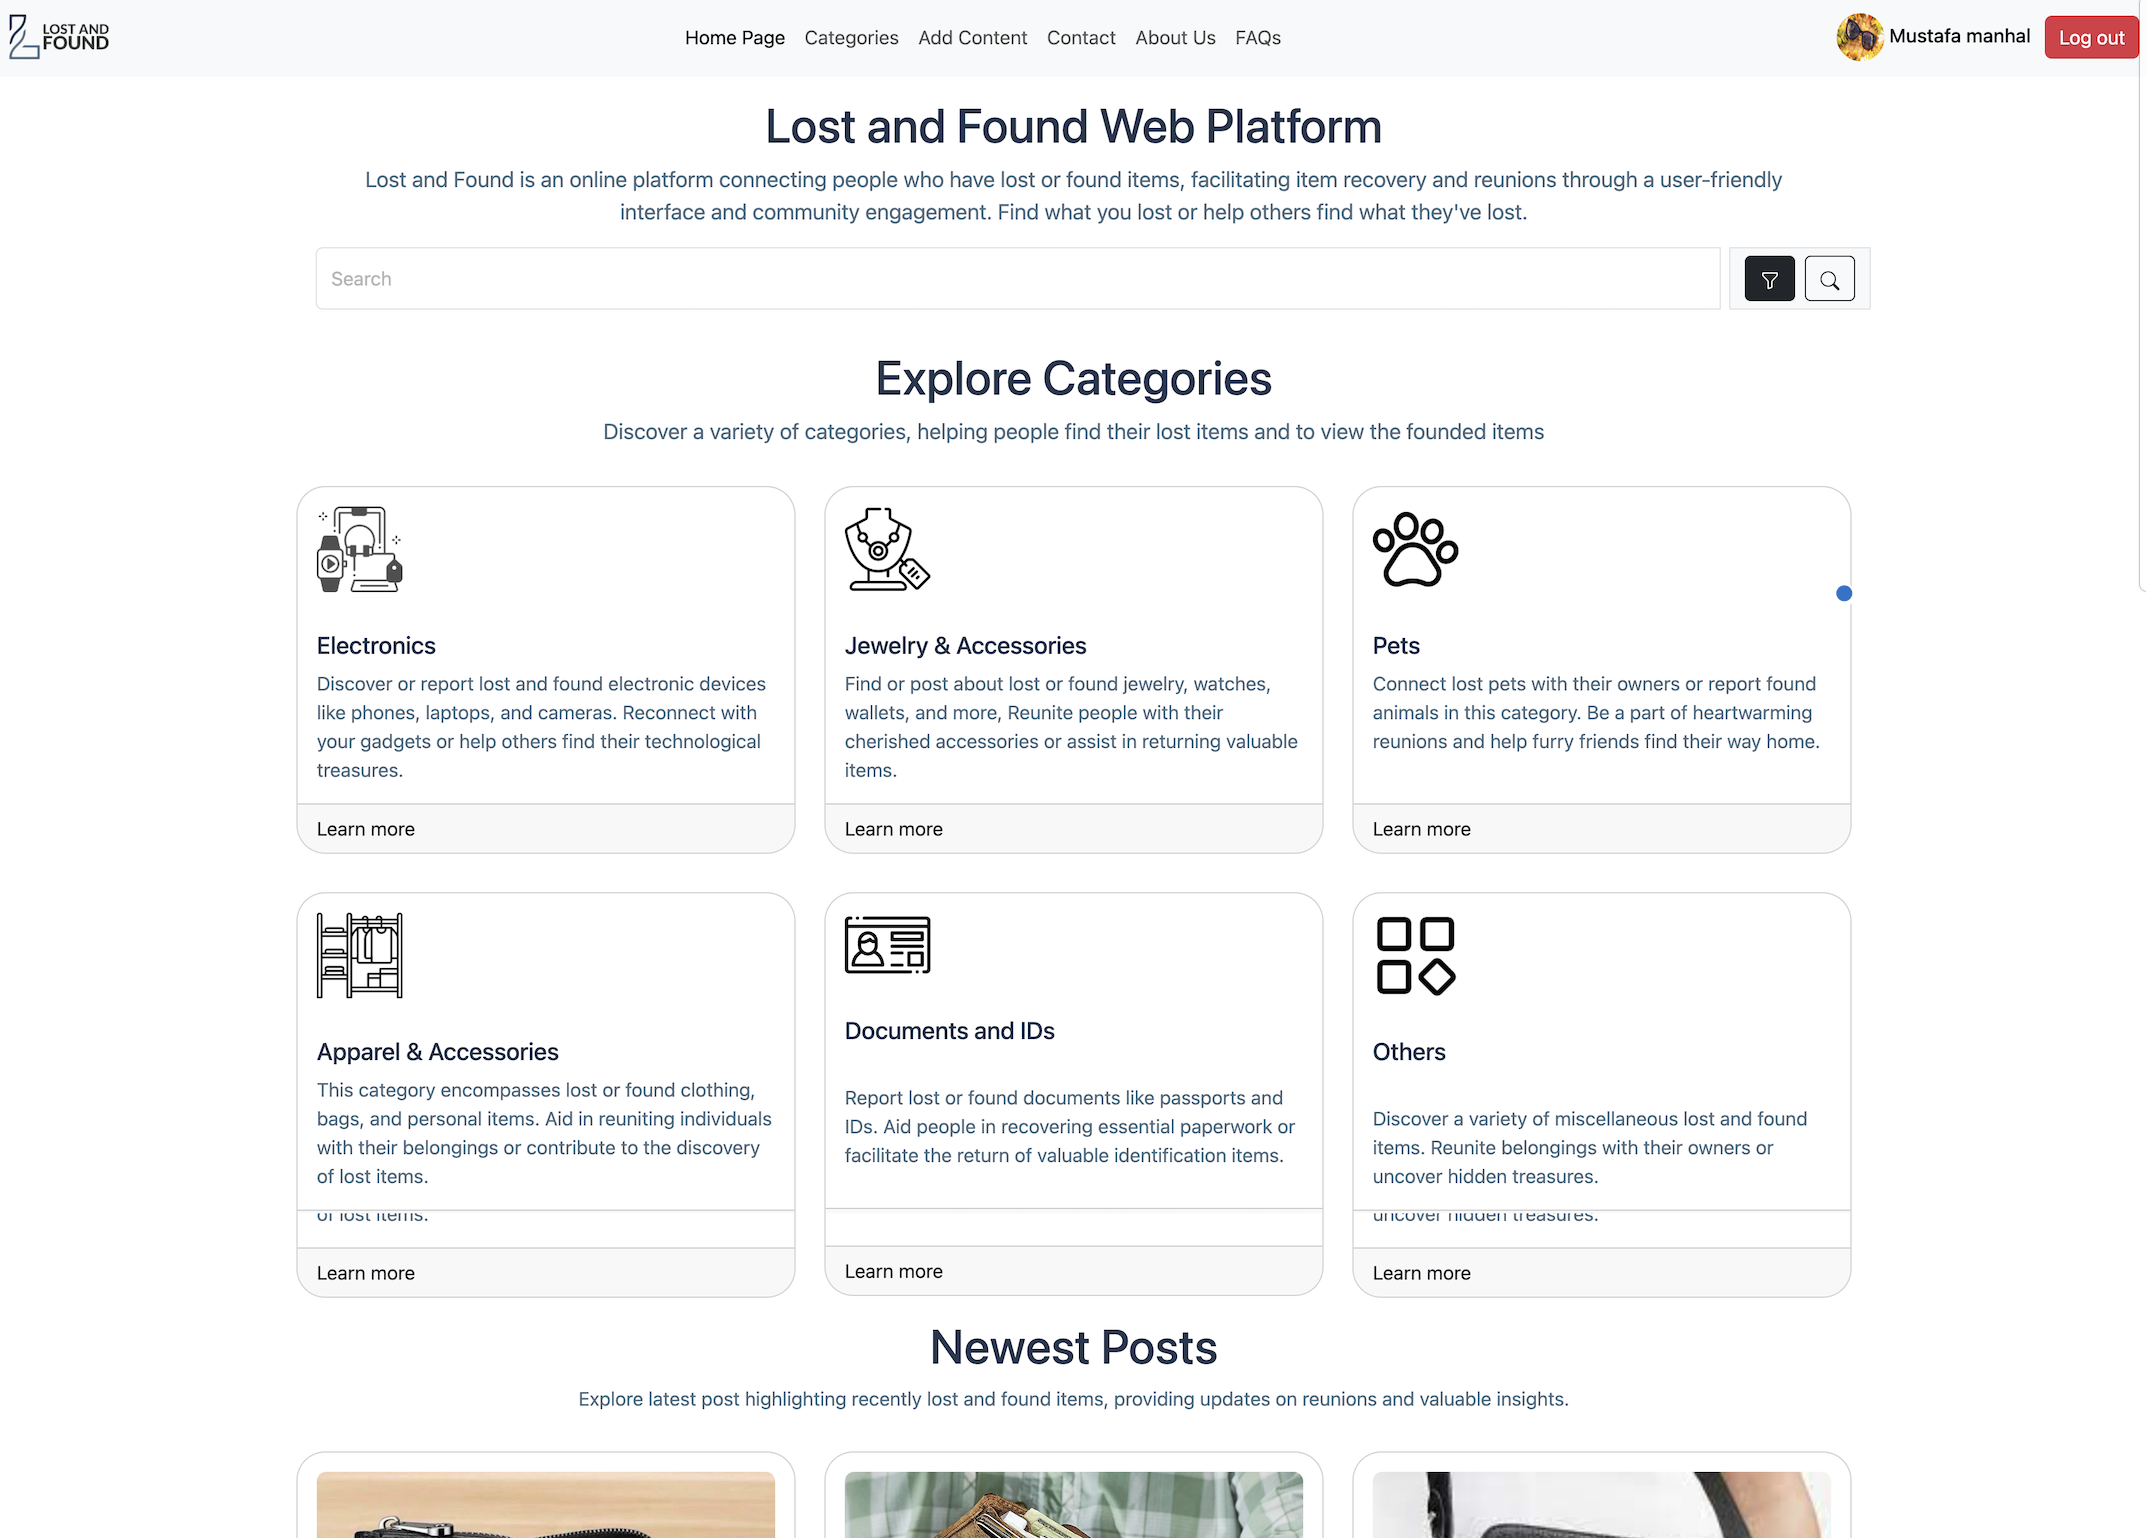 LOST AND
FOUND
Home Page Categories Add Content Contact About Us FAQs
Mustafa manhal
Log out
Lost and Found Web Platform
Lost and Found is an online platform connecting people who have lost or found items, facilitating item recovery and reunions through a user-friendly
interface and community engagement. Find what you lost or help others find what they've lost.
Search
Explore Categories
Discover a variety of categories, helping people find their lost items and to view the founded items
Electronics
Discover or report lost and found electronic devices
like phones, laptops, and cameras. Reconnect with
your gadgets or help others find their technological
treasures.
Learn more
Jewelry & Accessories
Find or post about lost or found jewelry, watches,
wallets, and more, Reunite people with their
cherished accessories or assist in returning valuable
items.
Learn more
Pets
Connect lost pets with their owners or report found
animals in this category. Be a part of heartwarming
reunions and help furry friends find their way home.
Learn more
Apparel & Accessories
This category encompasses lost or found clothing,
bags, and personal items. Aid in reuniting individuals
with their belongings or contribute to the discovery
of lost items.
of lost items.
Learn more
Documents and IDs
Report lost or found documents like passports and
IDs. Aid people in recovering essential paperwork or
facilitate the return of valuable identification items.
Learn more
Others
Discover a variety of miscellaneous lost and found
items. Reunite belongings with their owners or
uncover hidden treasures.
uncover hidden treasures.
Learn more
Newest Posts
Explore latest post highlighting recently lost and found items, providing updates on reunions and valuable insights.